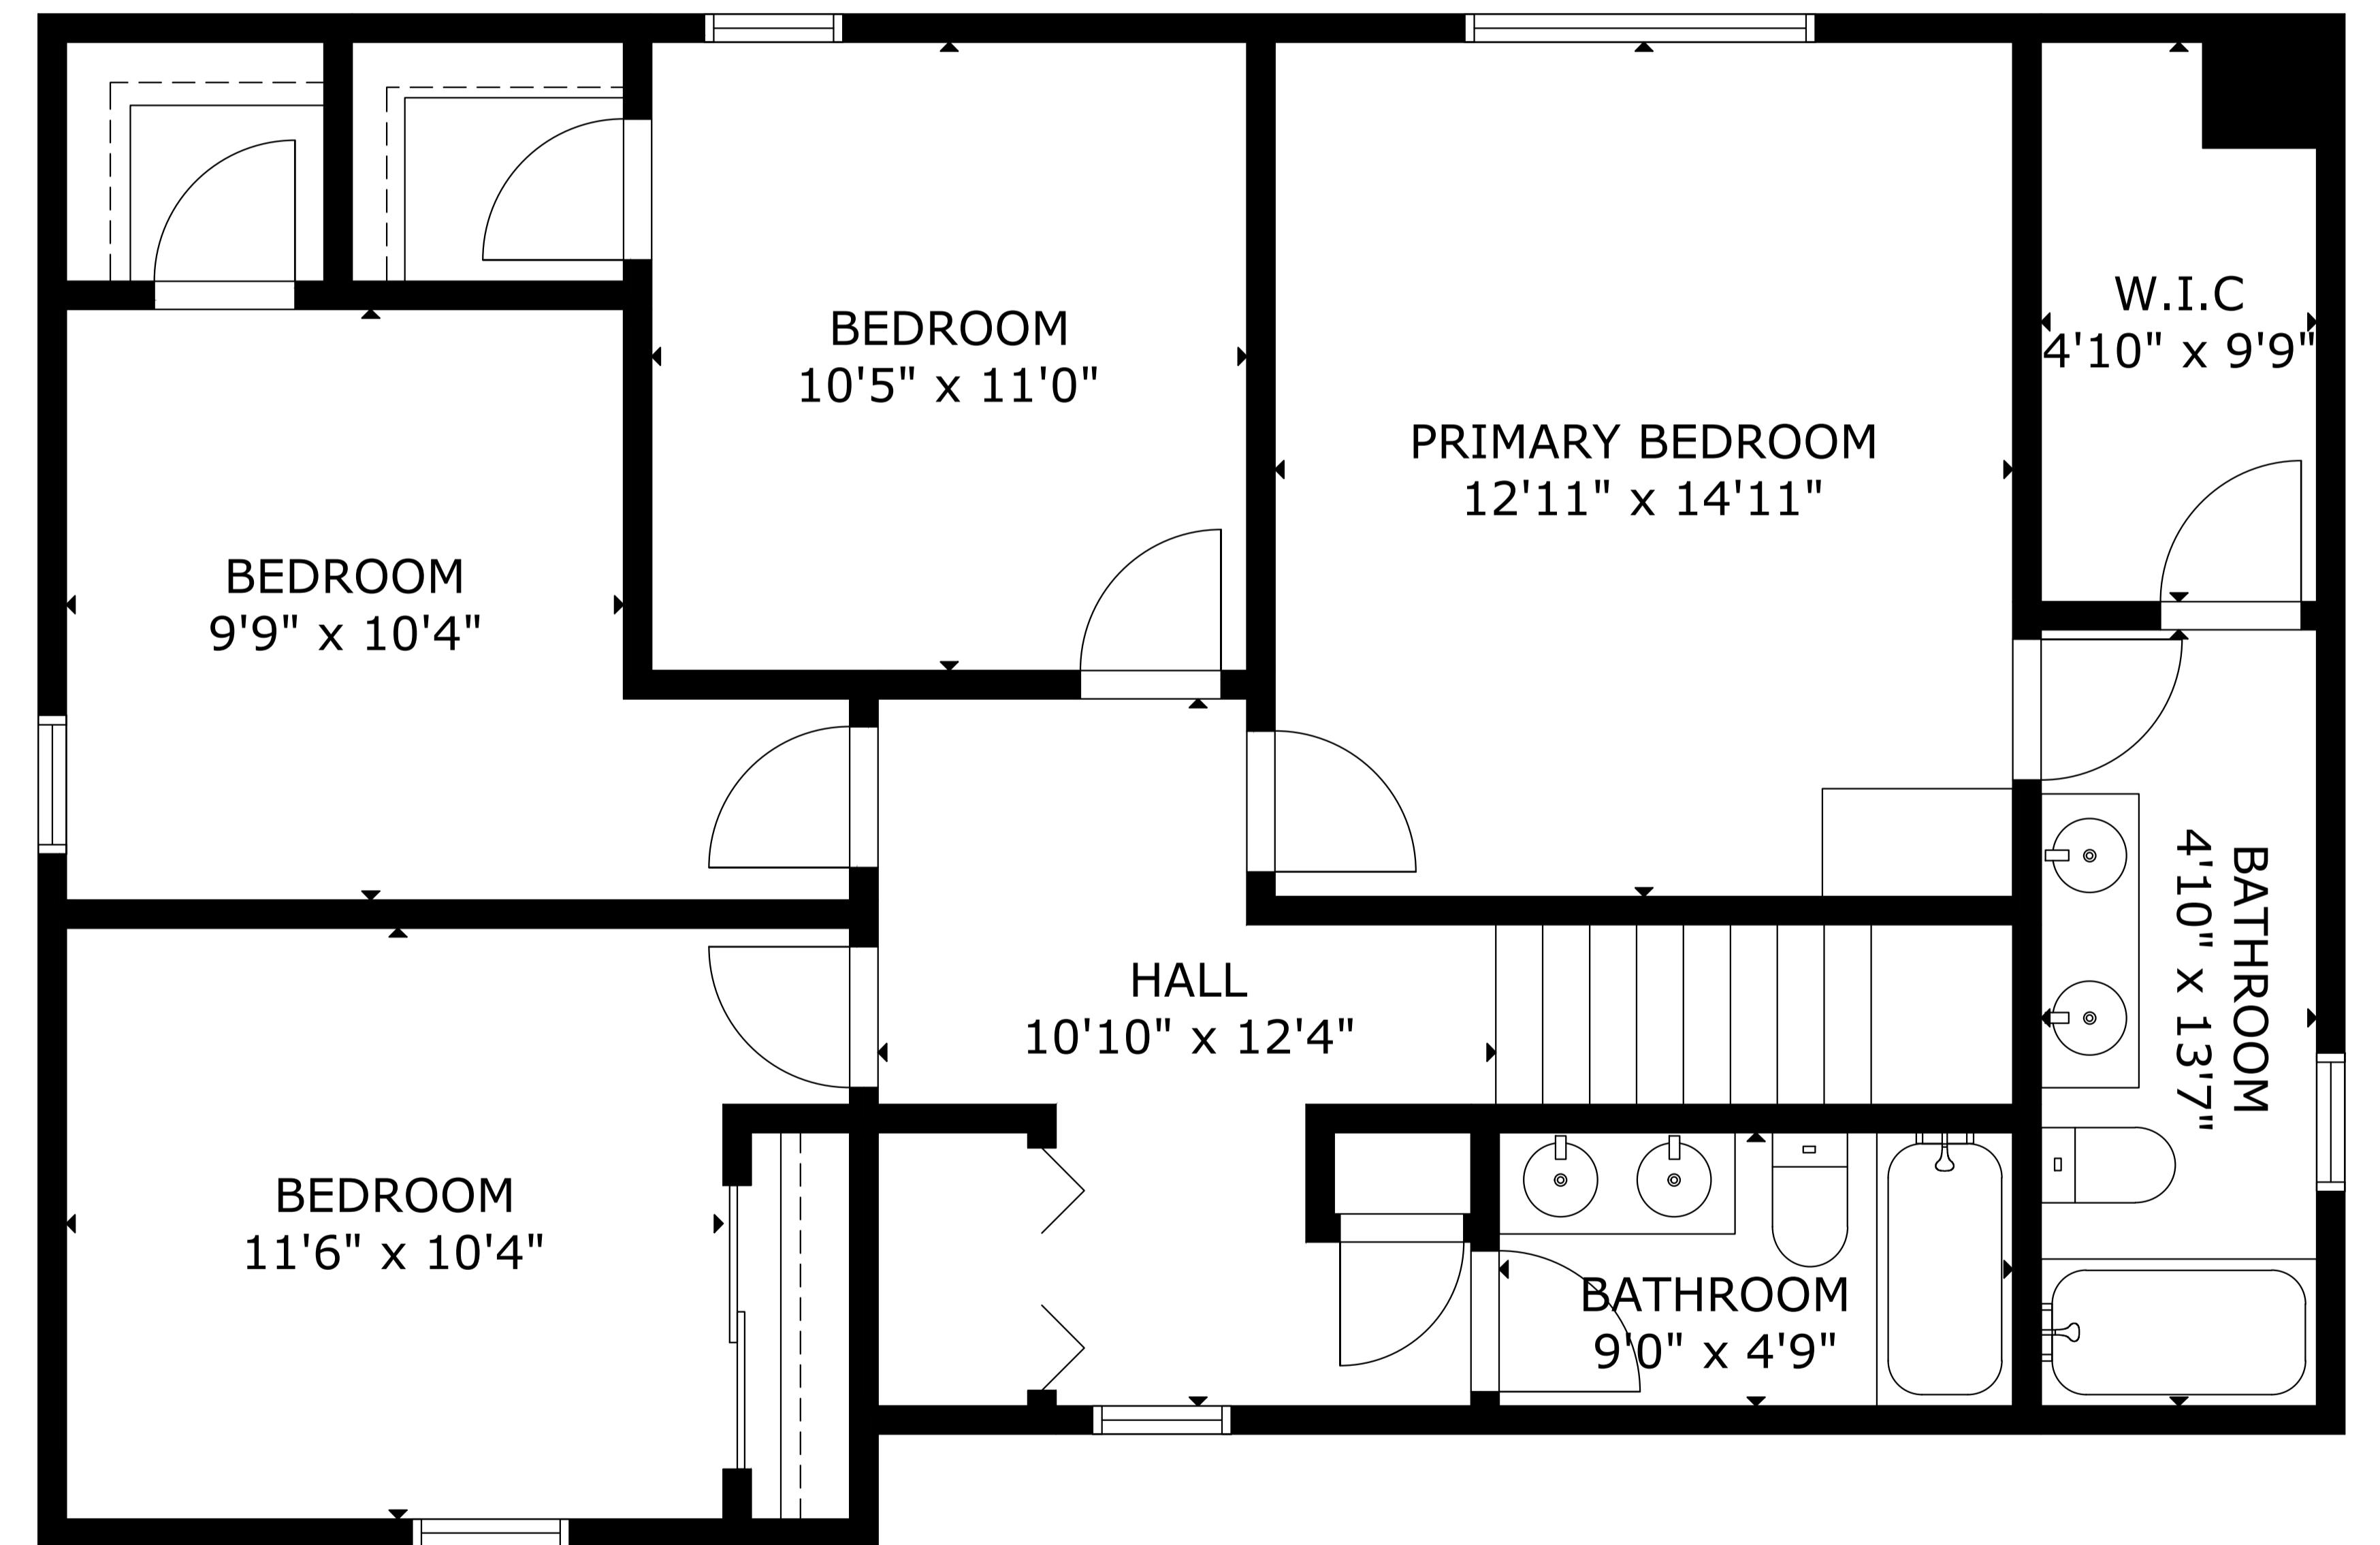 BEDROOM
10'5" x 11'0"
W.I.C
4'10" x 9'9"
PRIMARY BEDROOM
12'11" x 14'11"
BEDROOM
9'9" x 10'4"
BATHROOM
4'10" x 13'7"
HALL
10'10" x 12'4"
BEDROOM
11'6" x 10'4"
BATHROOM
9'0" x 4'9"